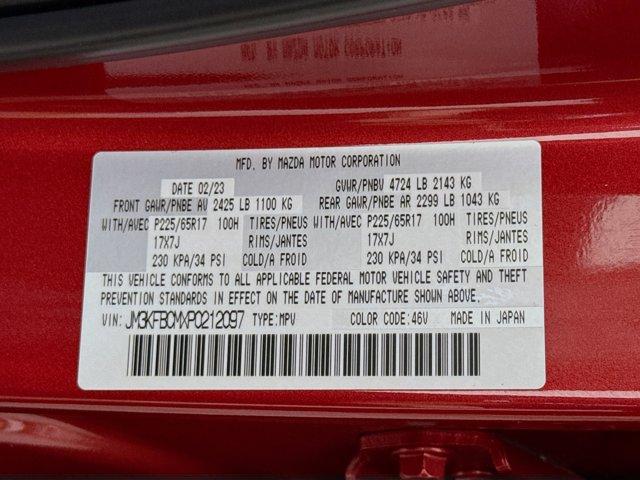 MFD. BY MAZDA MOTOR CORPORATION
DATE 02/23 GVWR/PNBV 4724 LB 2143 KG
FRONT GAWR/PNBE AV 2425 LB 1100 KG REAR GAWR/PNBE AR 2299 LB 1043 KG
WITH/AVEC P225/65R17 100H TIRES/PNEUS WITH/AVEC P225/65R17 100H TIRES/PNEUS
17X7J RIMS/JANTES 17X7J RIMS/JANTES
230 KPA/34 PSI COLD/A FROID 230 KPA/34 PSI COLD/A FROID
THIS VEHICLE CONFORMS TO ALL APPLICABLE FEDERAL MOTOR VEHICLE SAFETY AND THEFT
PREVENTION STANDARDS IN EFFECT ON THE DATE OF MANUFACTURE SHOWN ABOVE.
VIN: JM3KFBCMXP0212097 TYPE:MPV COLOR CODE:46V MADE IN JAPAN